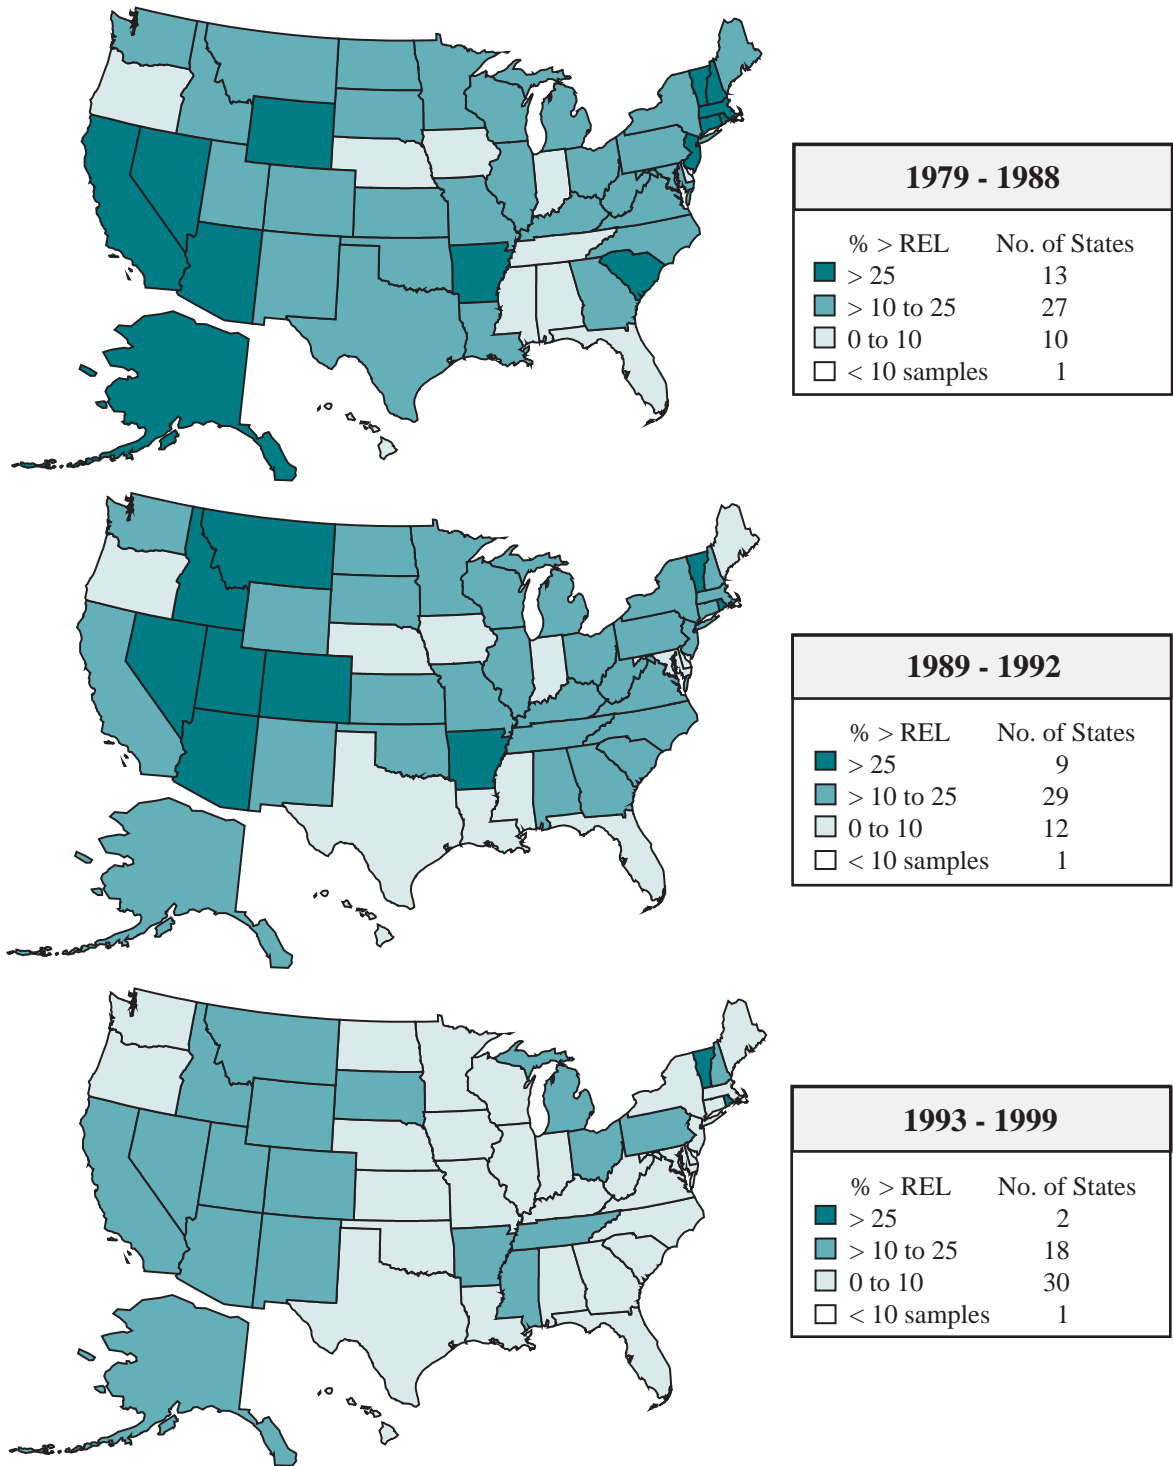 1979 - 1988
% > REL No. of States
> 25 13
> 10 to 25 27
0 to 10 10
< 10 samples 1
1989 - 1992
% > REL No. of States
> 25 9
> 10 to 25 29
0 to 10 12
< 10 samples 1
1993 - 1999
% > REL No. of States
> 25 2
> 10 to 25 18
0 to 10 30
< 10 samples 1